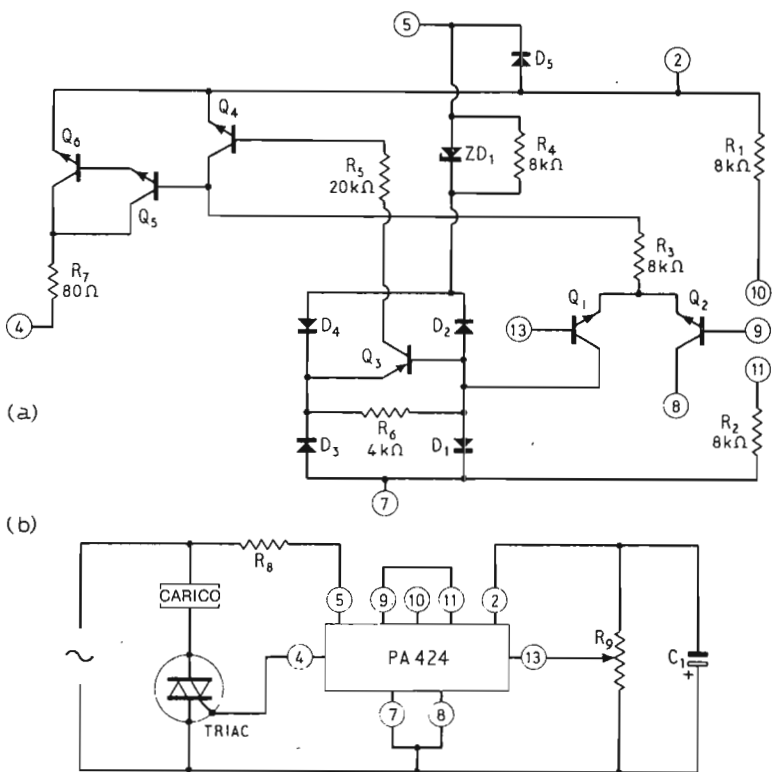 5
2
D5
Q4
Q6
Q5
R7
80Ω
4
R5
20kΩ
ZD1
R4
8kΩ
R1
8kΩ
10
R3
8kΩ
Q1
Q2
13
9
8
11
R2
8kΩ
D4
D2
Q3
R6
4kΩ
D3
D1
7
(a)
(b)
R8
CARICO
~
TRIAC
5
9
10
11
2
4
PA 424
13
7
8
R9
C1
+